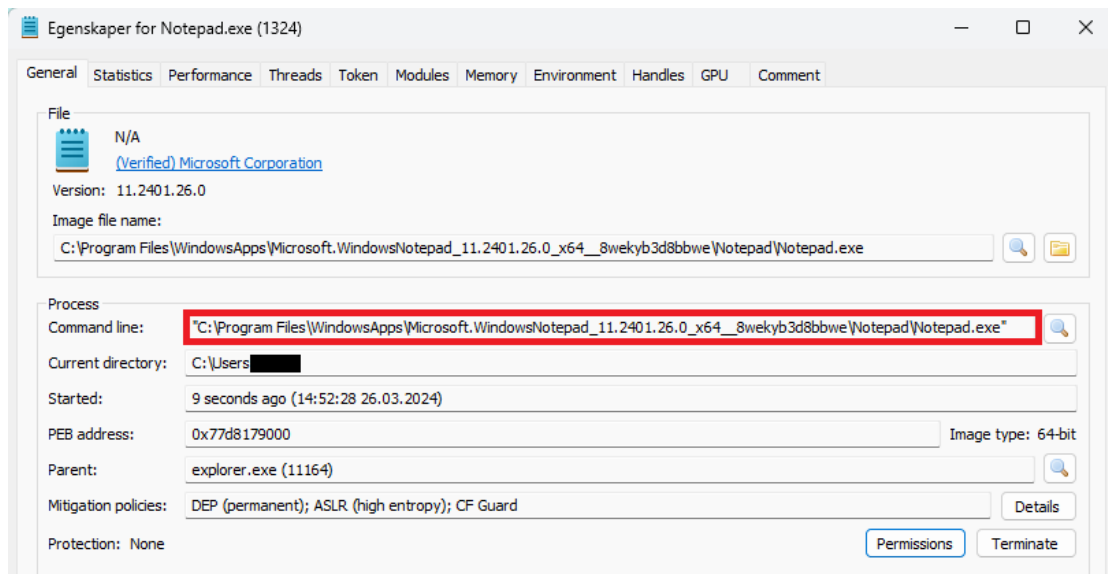 Egenskaper for Notepad.exe (1324)
General Statistics Performance Threads Token Modules Memory Environment Handles GPU Comment
File
N/A
(Verified) Microsoft Corporation
Version: 11.2401.26.0
Image file name:
C:\Program Files\WindowsApps\Microsoft.WindowsNotepad_11.2401.26.0_x64__8wekyb3d8bbwe\Notepad\Notepad.exe
Process
Command line: "C:\Program Files\WindowsApps\Microsoft.WindowsNotepad_11.2401.26.0_x64__8wekyb3d8bbwe\Notepad\Notepad.exe"
Current directory: C:\Users
Started: 9 seconds ago (14:52:28 26.03.2024)
PEB address: 0x77d8179000 Image type: 64-bit
Parent: explorer.exe (11164)
Mitigation policies: DEP (permanent); ASLR (high entropy); CF Guard Details
Protection: None Permissions Terminate